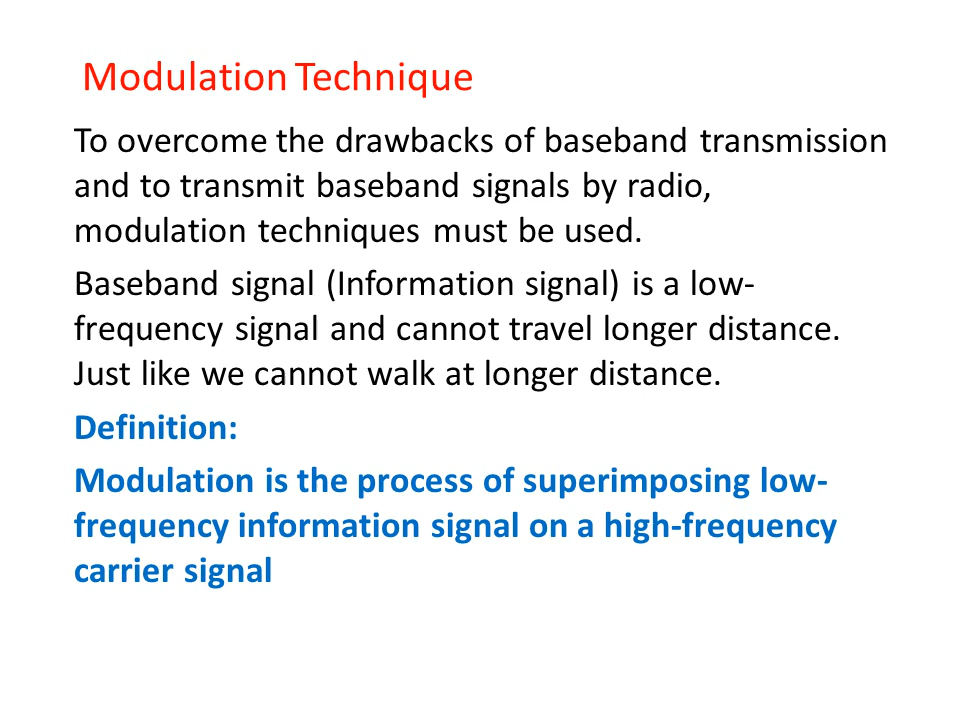 Modulation Technique
To overcome the drawbacks of baseband transmission
and to transmit baseband signals by radio,
modulation techniques must be used.
Baseband signal (Information signal) is a low-
frequency signal and cannot travel longer distance.
Just like we cannot walk at longer distance.
Definition:
Modulation is the process of superimposing low-
frequency information signal on a high-frequency
carrier signal